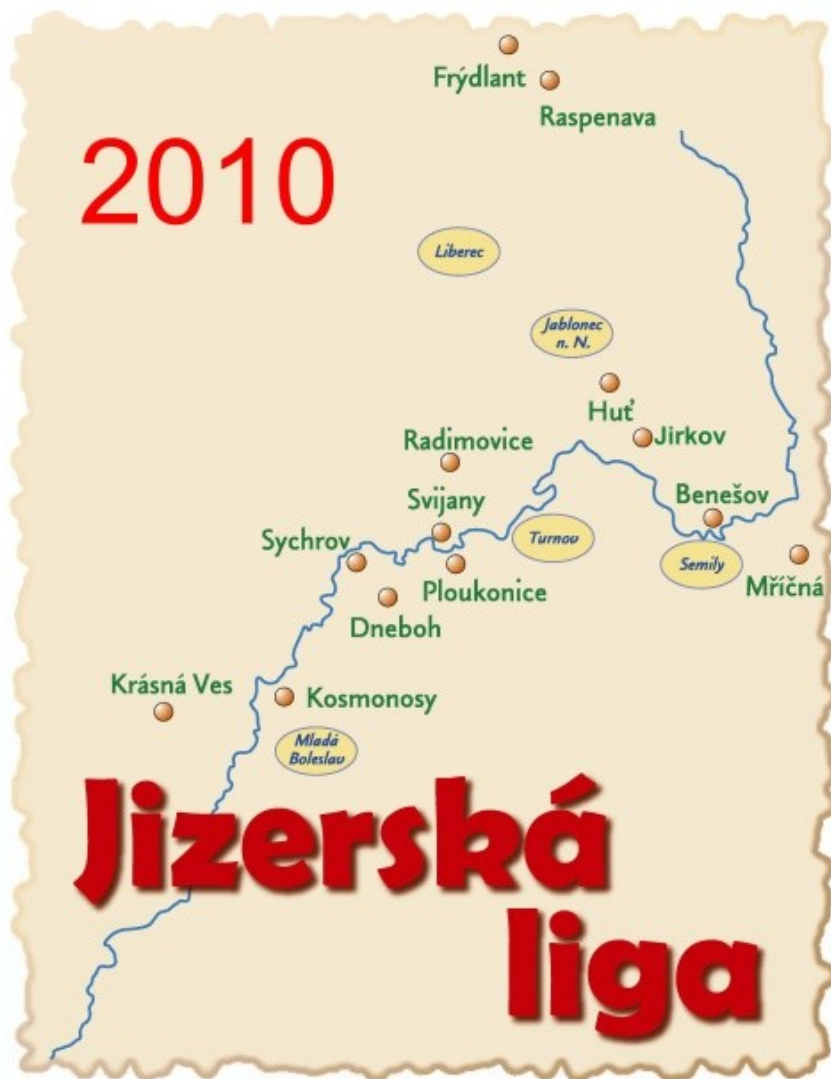 Frýdlant
Raspenava
2010
Liberec
Jablonec
n. N.
Huť
Jirkov
Radimovice
Svijany
Benešov
Sychrov
Turnov
Semily
Mříčná
Ploukonice
Dneboh
Krásná Ves
Kosmonosy
Mladá
Boleslav
Jizerská
liga